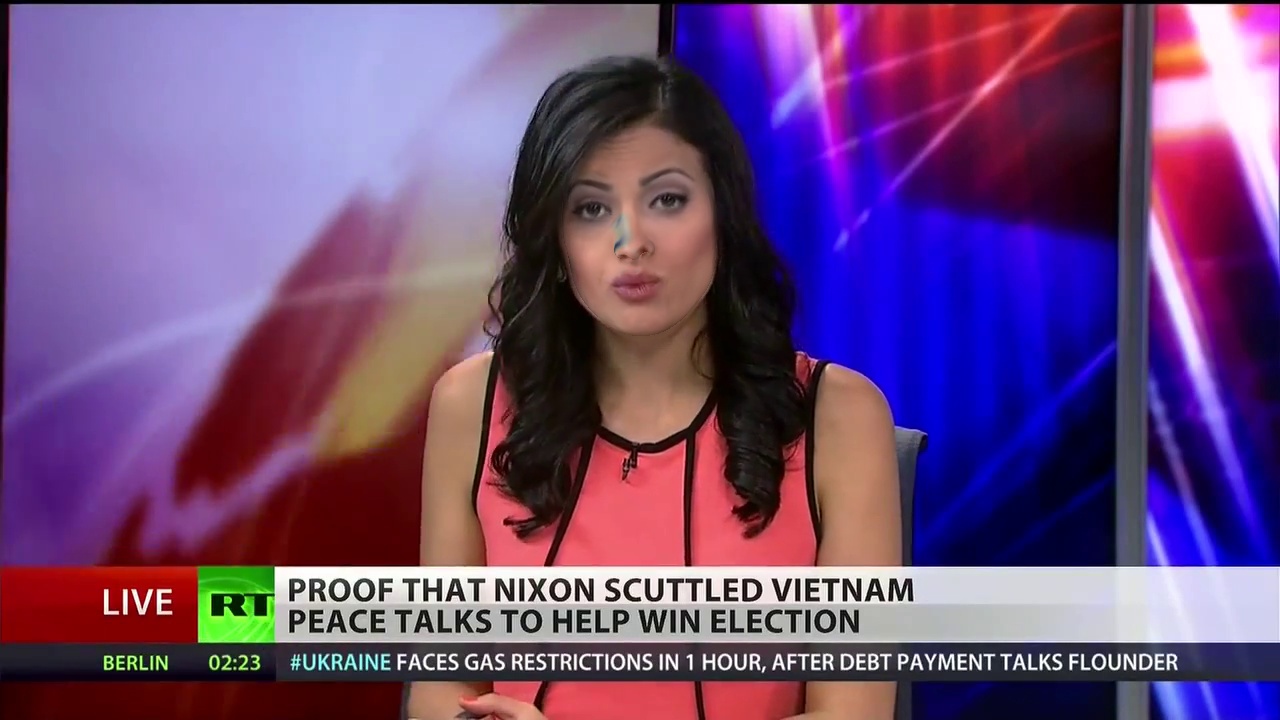 LIVE
RT
PROOF THAT NIXON SCUTTLED VIETNAM
PEACE TALKS TO HELP WIN ELECTION
BERLIN 02:23 #UKRAINE FACES GAS RESTRICTIONS IN 1 HOUR, AFTER DEBT PAYMENT TALKS FLOUNDER